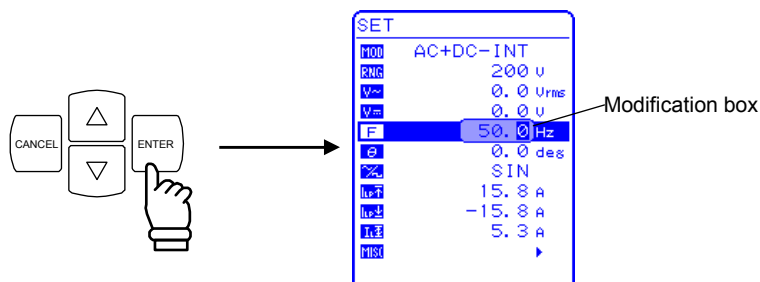 SET
MOD AC+DC-INT
RNG 200 V
V~ 0.0 Vrms
V⎓ 0.0 V
F 50.0 Hz
θ 0.0 deg
SIN
15.8 A
-15.8 A
5.3 A
MISC
Modification box
CANCEL
ENTER